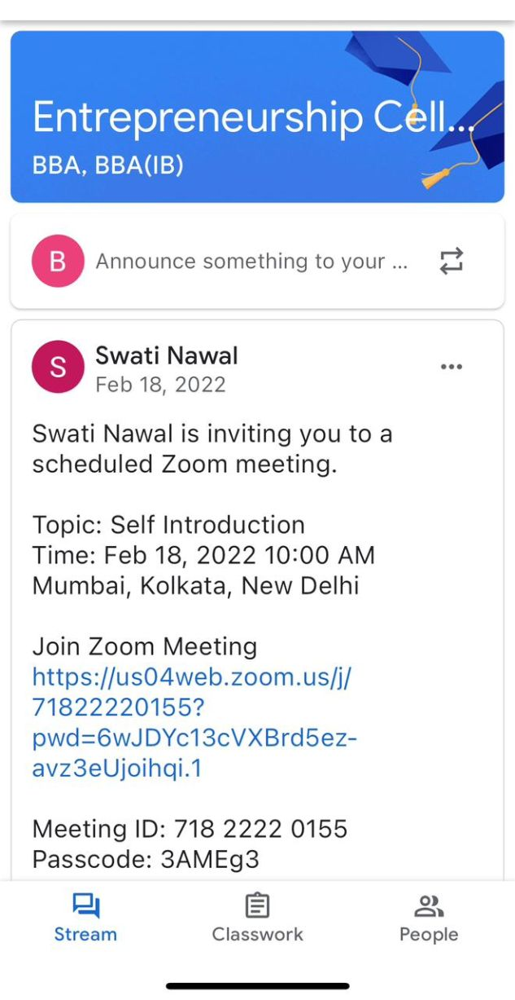 Entrepreneurship Cell...
BBA, BBA(IB)
B
Announce something to your ...
S
Swati Nawal
Feb 18, 2022
Swati Nawal is inviting you to a
scheduled Zoom meeting.
Topic: Self Introduction
Time: Feb 18, 2022 10:00 AM
Mumbai, Kolkata, New Delhi
Join Zoom Meeting
https://us04web.zoom.us/j/
71822220155?
pwd=6wJDYc13cVXBrd5ez-
avz3eUjoihqi.1
Meeting ID: 718 2222 0155
Passcode: 3AMEg3
Stream
Classwork
People